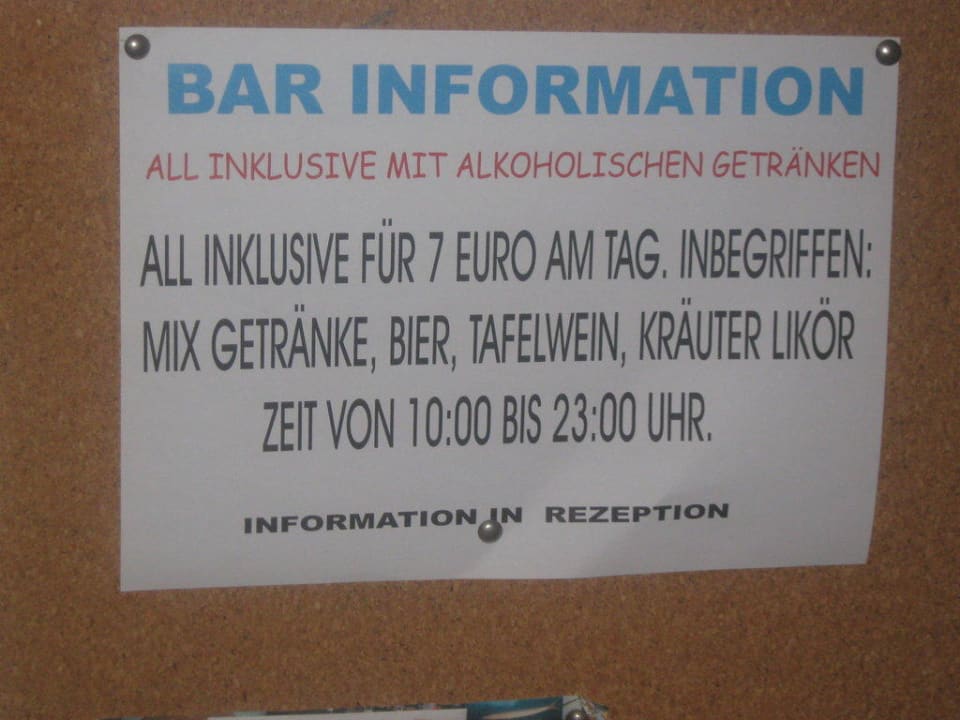 BAR INFORMATION
ALL INKLUSIVE MIT ALKOHOLISCHEN GETRÄNKEN
ALL INKLUSIVE FÜR 7 EURO AM TAG. INBEGRIFFEN:
MIX GETRÄNKE, BIER, TAFELWEIN, KRÄUTER LIKÖR
ZEIT VON 10:00 BIS 23:00 UHR.
INFORMATION IN REZEPTION